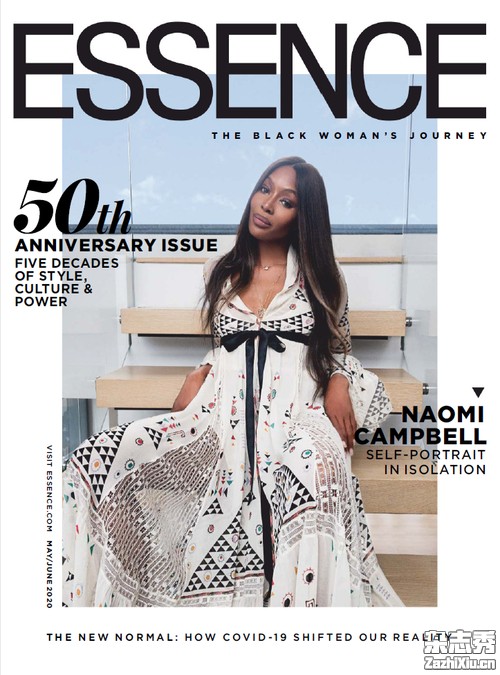 ESSENCE
THE BLACK WOMAN'S JOURNEY
50th
ANNIVERSARY ISSUE
FIVE DECADES
OF STYLE,
CULTURE &
POWER
NAOMI
CAMPBELL
SELF-PORTRAIT
IN ISOLATION
VISIT ESSENCE.COM MAY/JUNE 2020
THE NEW NORMAL: HOW COVID-19 SHIFTED OUR REALITY
杂志秀
ZazhiXiu.cn